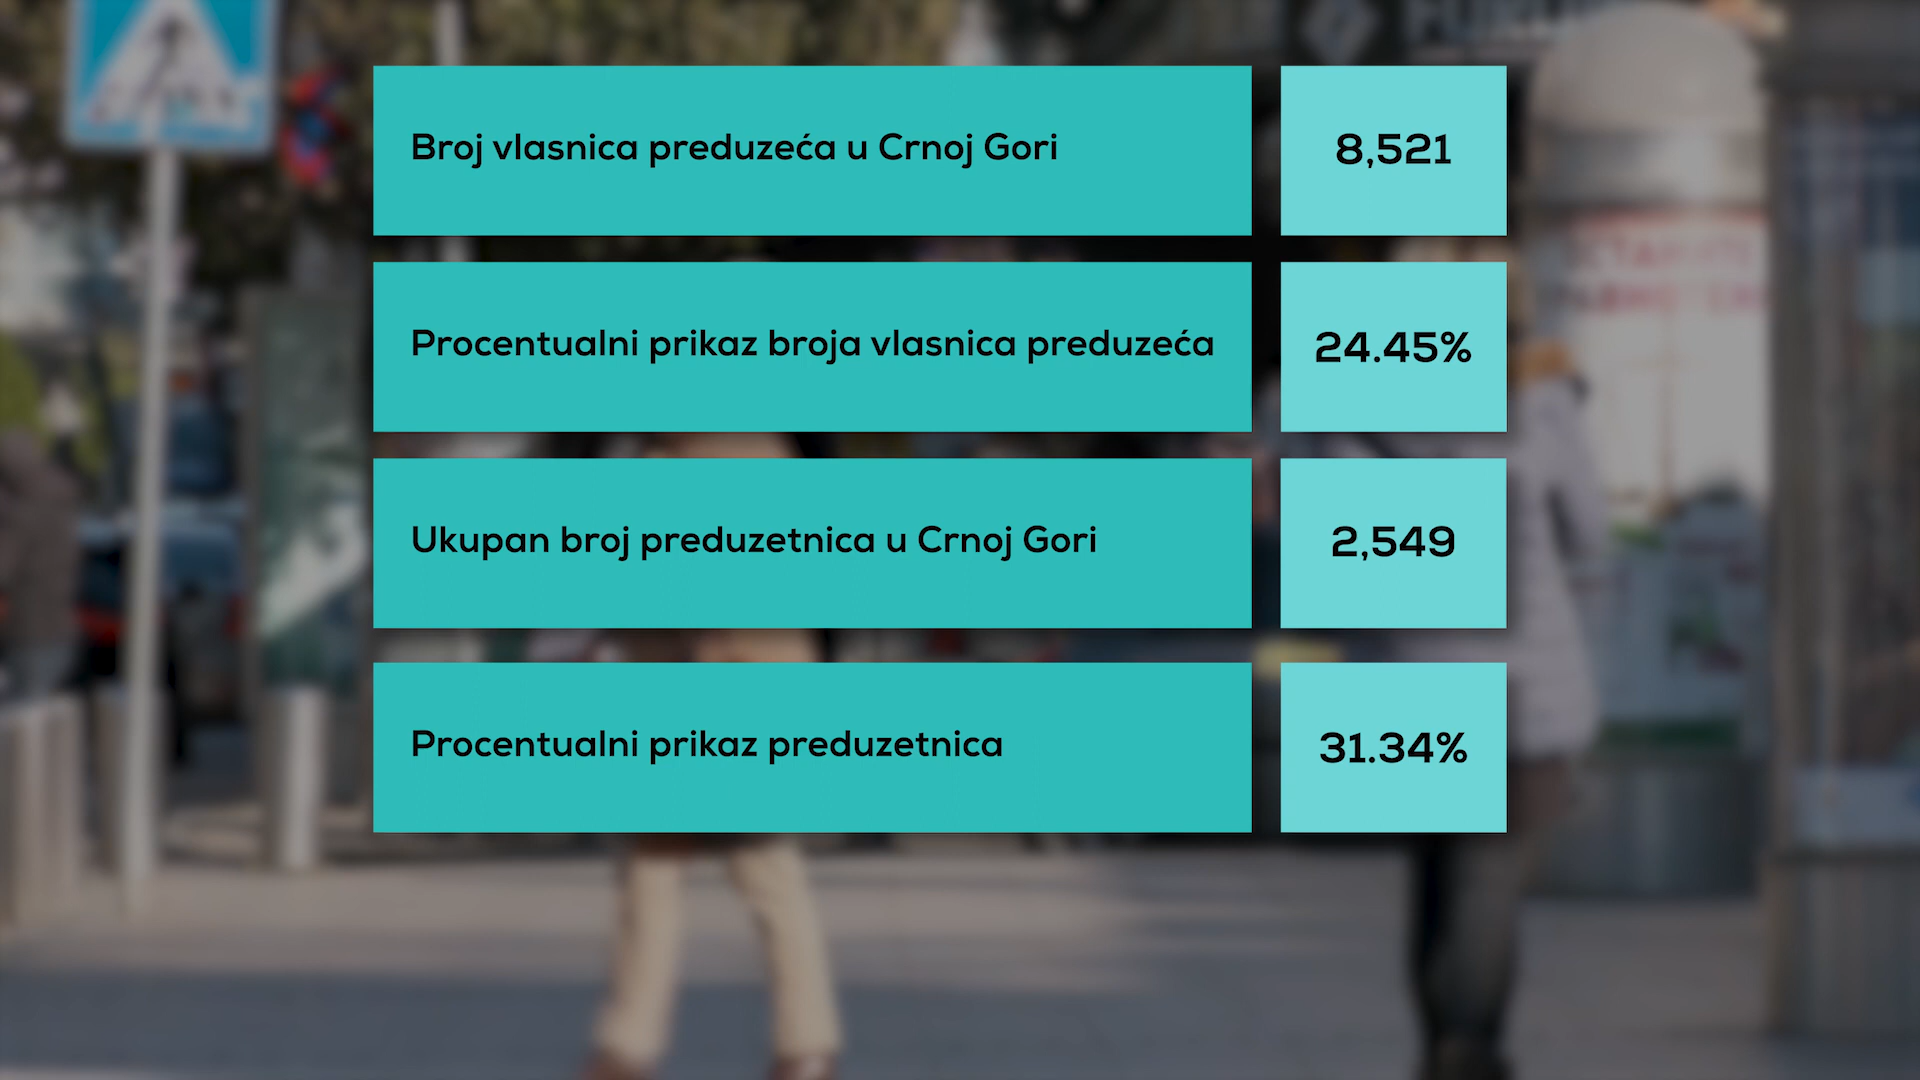 Broj vlasnica preduzeća u Crnoj Gori
8,521
Procentualni prikaz broja vlasnica preduzeća
24.45%
Ukupan broj preduzetnica u Crnoj Gori
2,549
Procentualni prikaz preduzetnica
31.34%